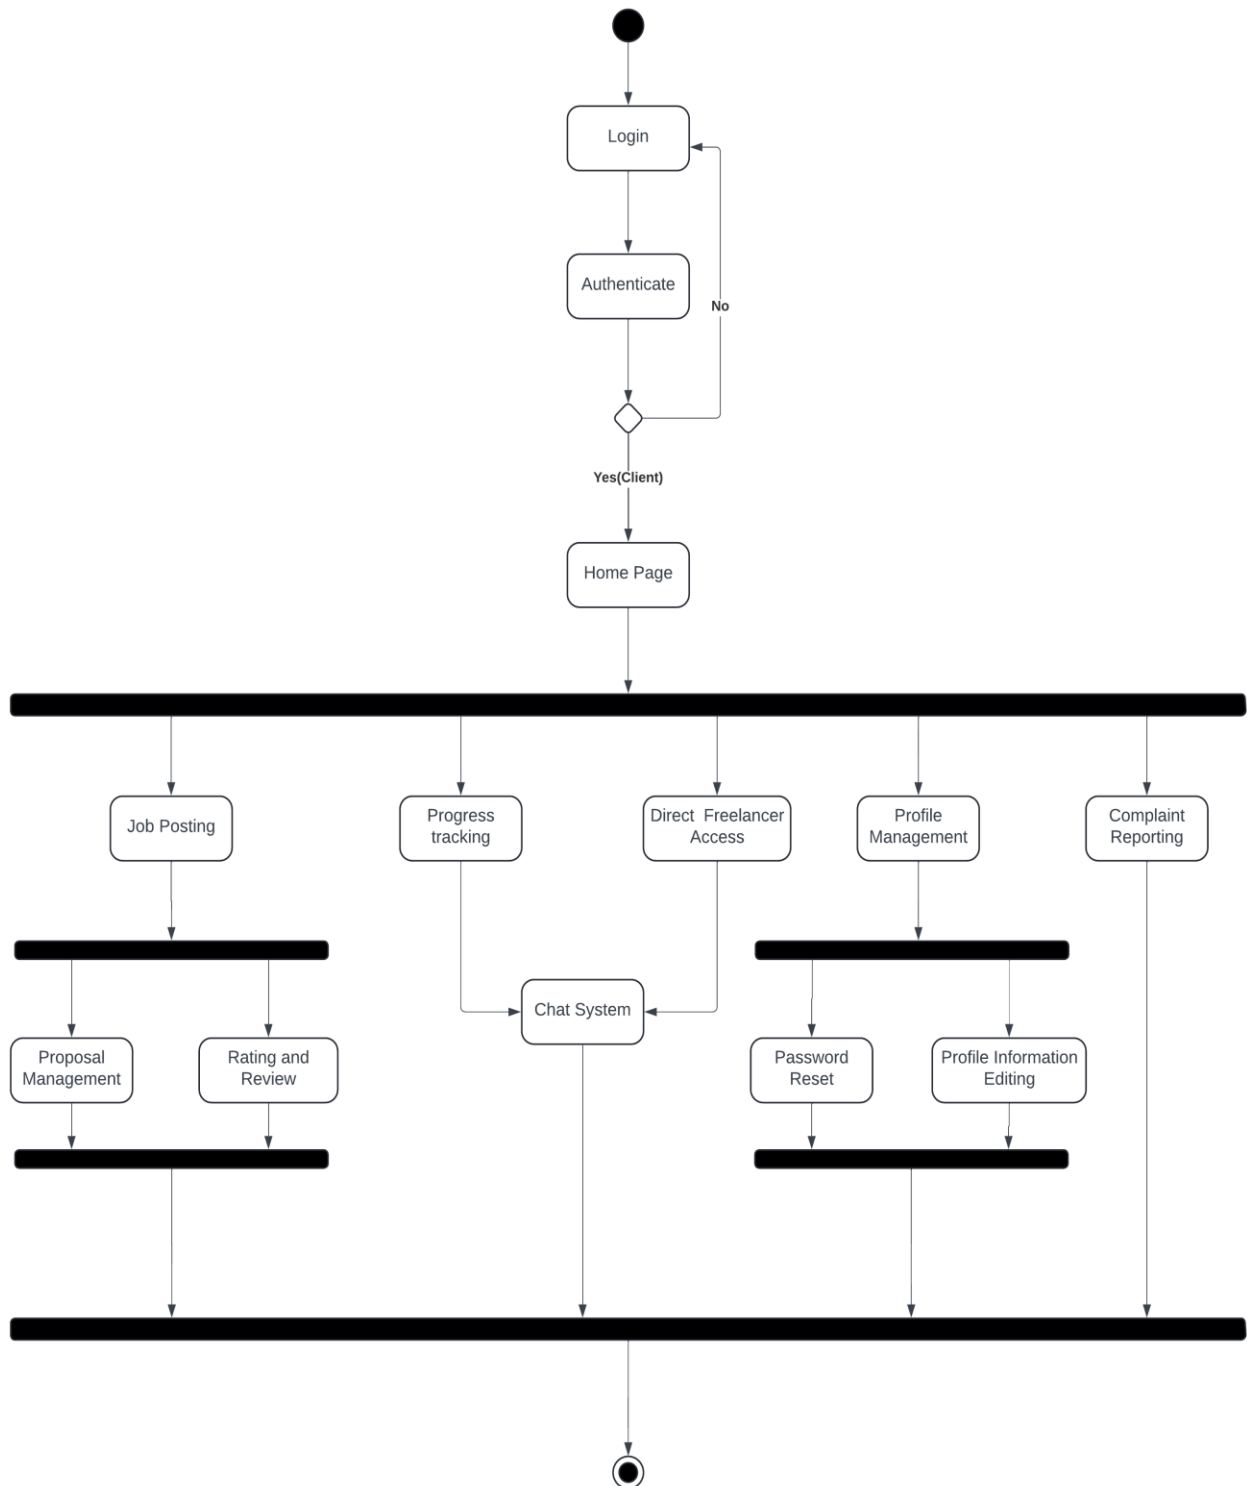 Login
Authenticate
No
Yes(Client)
Home Page
Job Posting
Progress
tracking
Direct  Freelancer
Access
Profile
Management
Complaint
Reporting
Chat System
Proposal
Management
Rating and
Review
Password
Reset
Profile Information
Editing